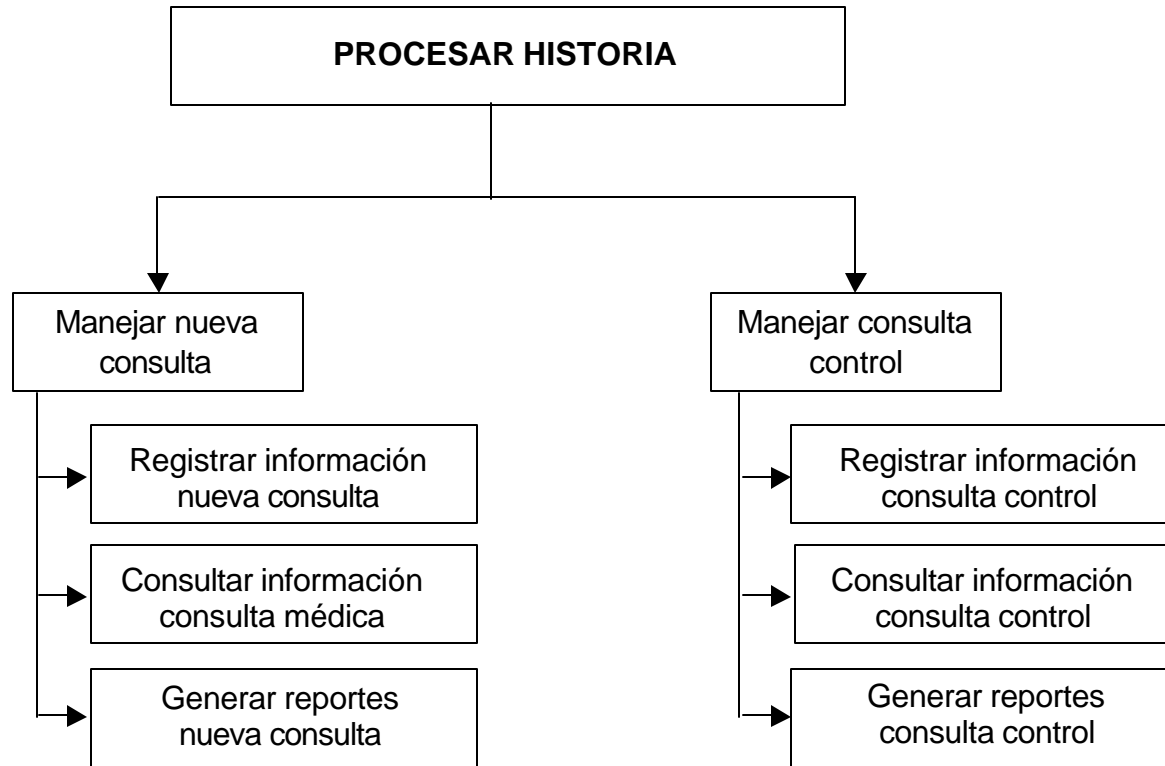 PROCESAR HISTORIA
Manejar nueva
consulta
Registrar información
nueva consulta
Consultar información
consulta médica
Generar reportes
nueva consulta
Manejar consulta
control
Registrar información
consulta control
Consultar información
consulta control
Generar reportes
consulta control